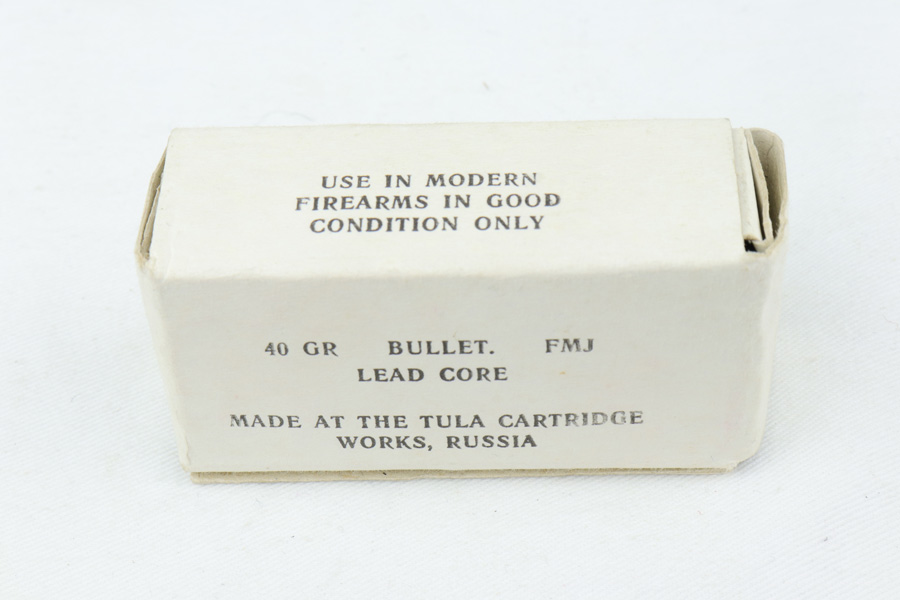 USE IN MODERN
FIREARMS IN GOOD
CONDITION ONLY
40 GR BULLET. FMJ
LEAD CORE
MADE AT THE TULA CARTRIDGE
WORKS, RUSSIA